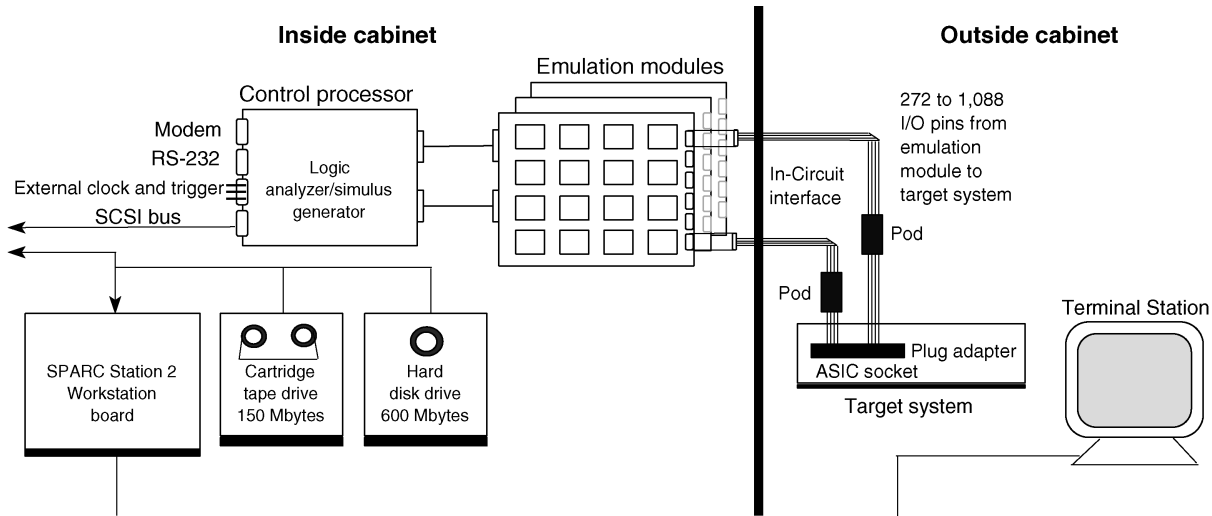 Inside cabinet
Outside cabinet
Emulation modules
Control processor
Modem
RS-232
External clock and trigger
SCSI bus
Logic
analyzer/simulus
generator
272 to 1,088
I/O pins from
emulation
module to
target system
In-Circuit
interface
Pod
Pod
Terminal Station
Plug adapter
ASIC socket
Target system
SPARC Station 2
Workstation
board
Cartridge
tape drive
150 Mbytes
Hard
disk drive
600 Mbytes